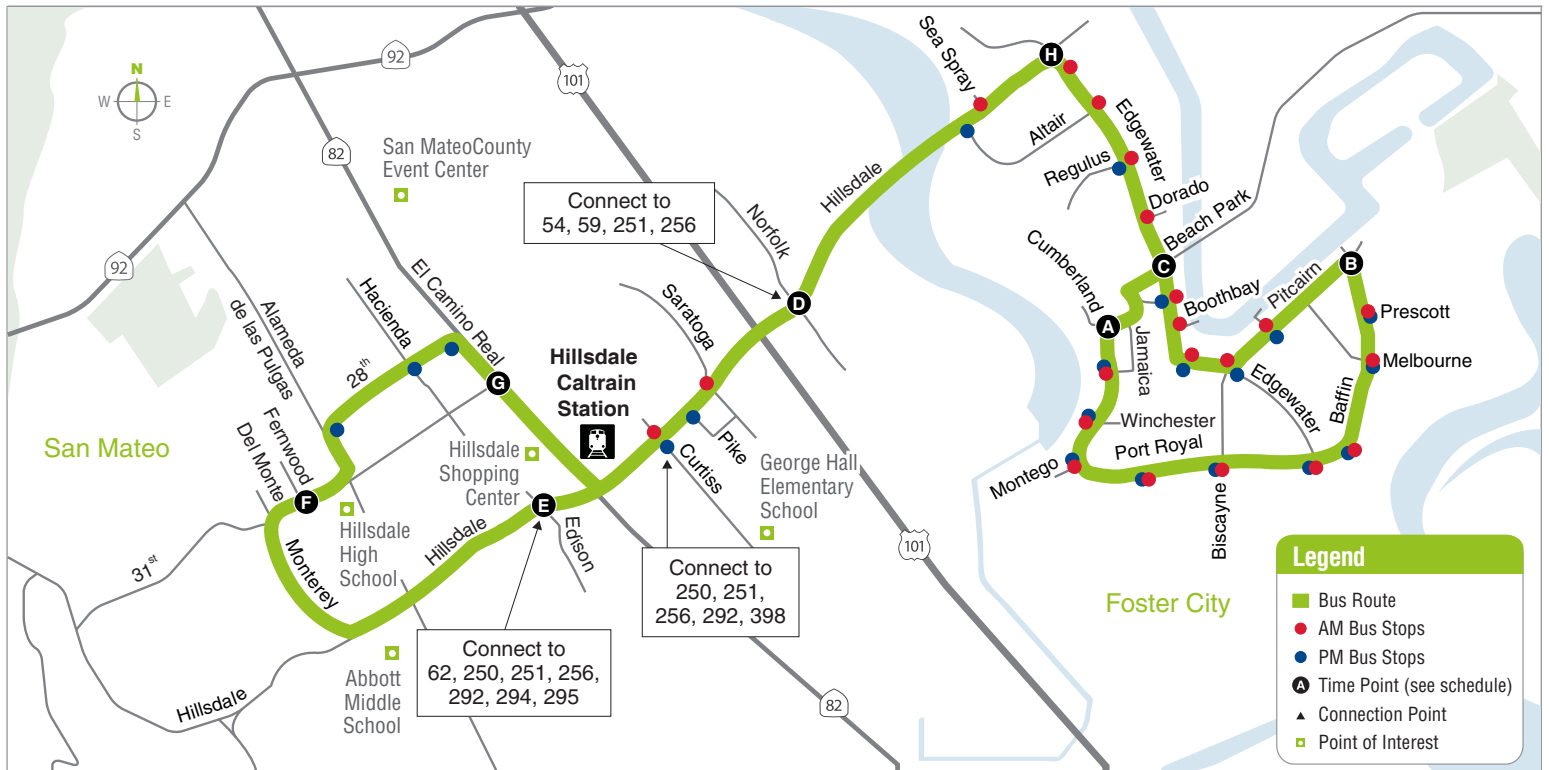 92
N
W
E
S
82
San MateoCounty
Event Center
101
Sea Spray
H
Altair
Edgewater
Regulus
Dorado
Beach Park
Connect to
54, 59, 251, 256
Norfolk
Hillsdale
Cumberland
C
Boothbay
Pitcairn
B
92
Alameda
de las Pulgas
Hacienda
El Camino Real
Saratoga
D
A
Jamaica
Prescott
Melbourne
28th
G
Hillsdale
Caltrain
Station
Edgewater
Baffin
Winchester
Port Royal
Montego
Biscayne
San Mateo
Fernwood
Del Monte
F
Hillsdale
Shopping
Center
E
Edison
Curtiss
Pike
George Hall
Elementary
School
101
31st
Monterey
Hillsdale
High
School
Hillsdale
Connect to
250, 251,
256, 292, 398
Foster City
Connect to
62, 250, 251, 256,
292, 294, 295
Abbott
Middle
School
Hillsdale
82
Legend
Bus Route
AM Bus Stops
PM Bus Stops
A Time Point (see schedule)
Connection Point
Point of Interest